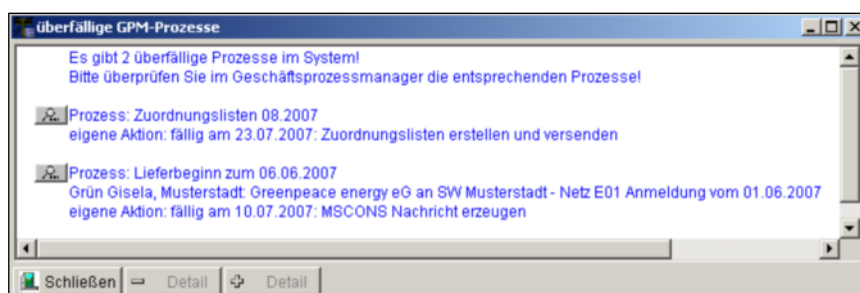 überfällige GPM-Prozesse
Es gibt 2 überfällige Prozesse im System!
Bitte überprüfen Sie im Geschäftsprozessmanager die entsprechenden Prozesse!
Prozess: Zuordnungslisten 08.2007
eigene Aktion: fällig am 23.07.2007: Zuordnungslisten erstellen und versenden
Prozess: Lieferbeginn zum 06.06.2007
Grün Gisela, Musterstadt: Greenpeace energy eG an SW Musterstadt - Netz E01 Anmeldung vom 01.06.2007
eigene Aktion: fällig am 10.07.2007: MSCONS Nachricht erzeugen
Schließen Detail Detail